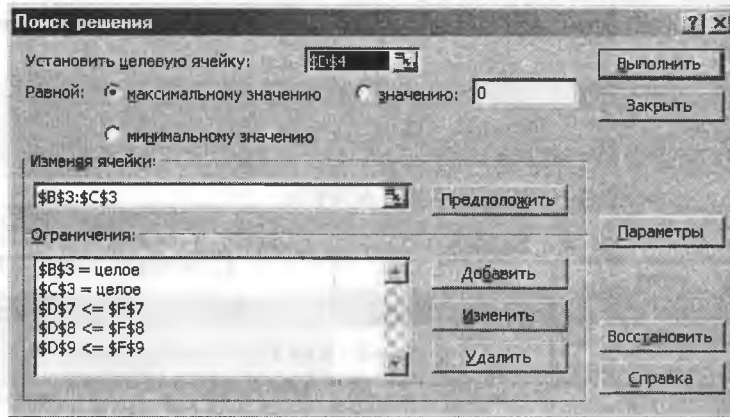 Поиск решения
Установить целевую ячейку: $D$4
Выполнить
Равной: максимальному значению значению: 0
Закрыть
минимальному значению
Изменяя ячейки:
$B$3:$C$3
Предположить
Ограничения:
Параметры
$B$3 = целое
$C$3 = целое
$D$7 <= $F$7
$D$8 <= $F$8
$D$9 <= $F$9
Добавить
Изменить
Удалить
Восстановить
Справка